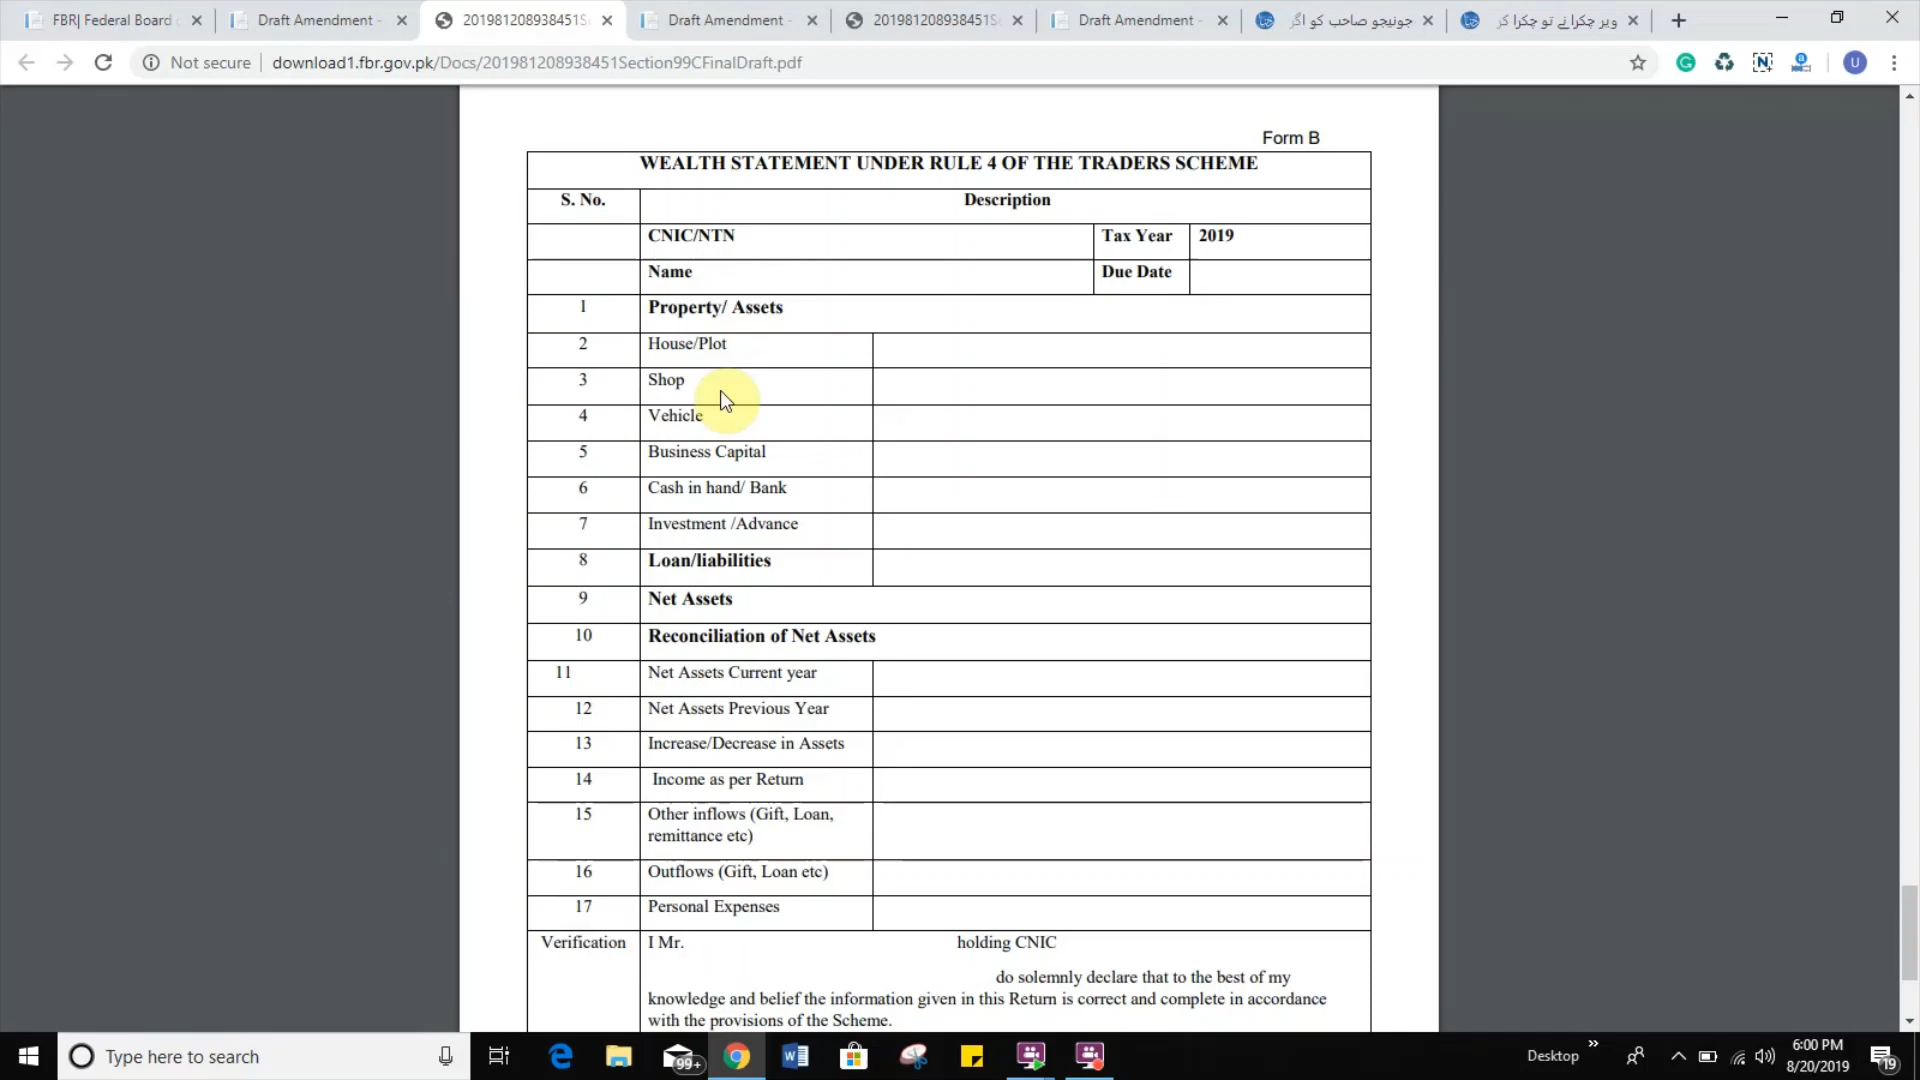 FBR| Federal Board
Draft Amendment -
201981208938451S
Draft Amendment -
201981208938451S
Draft Amendment -
جونیجو صاحب کو اگر
ویر چکرا نے تو چکرا کر
Not secure | download1.fbr.gov.pk/Docs/201981208938451Section99CFinalDraft.pdf
U
Form B
WEALTH STATEMENT UNDER RULE 4 OF THE TRADERS SCHEME
S. No. Description
CNIC/NTN Tax Year 2019
Name Due Date
1 Property/ Assets
2 House/Plot
3 Shop
4 Vehicle
5 Business Capital
6 Cash in hand/ Bank
7 Investment /Advance
8 Loan/liabilities
9 Net Assets
10 Reconciliation of Net Assets
11 Net Assets Current year
12 Net Assets Previous Year
13 Increase/Decrease in Assets
14 Income as per Return
15 Other inflows (Gift, Loan,
remittance etc)
16 Outflows (Gift, Loan etc)
17 Personal Expenses
Verification I Mr. holding CNIC
do solemnly declare that to the best of my
knowledge and belief the information given in this Return is correct and complete in accordance
with the provisions of the Scheme.
Type here to search
99+
Desktop
6:00 PM
8/20/2019
19